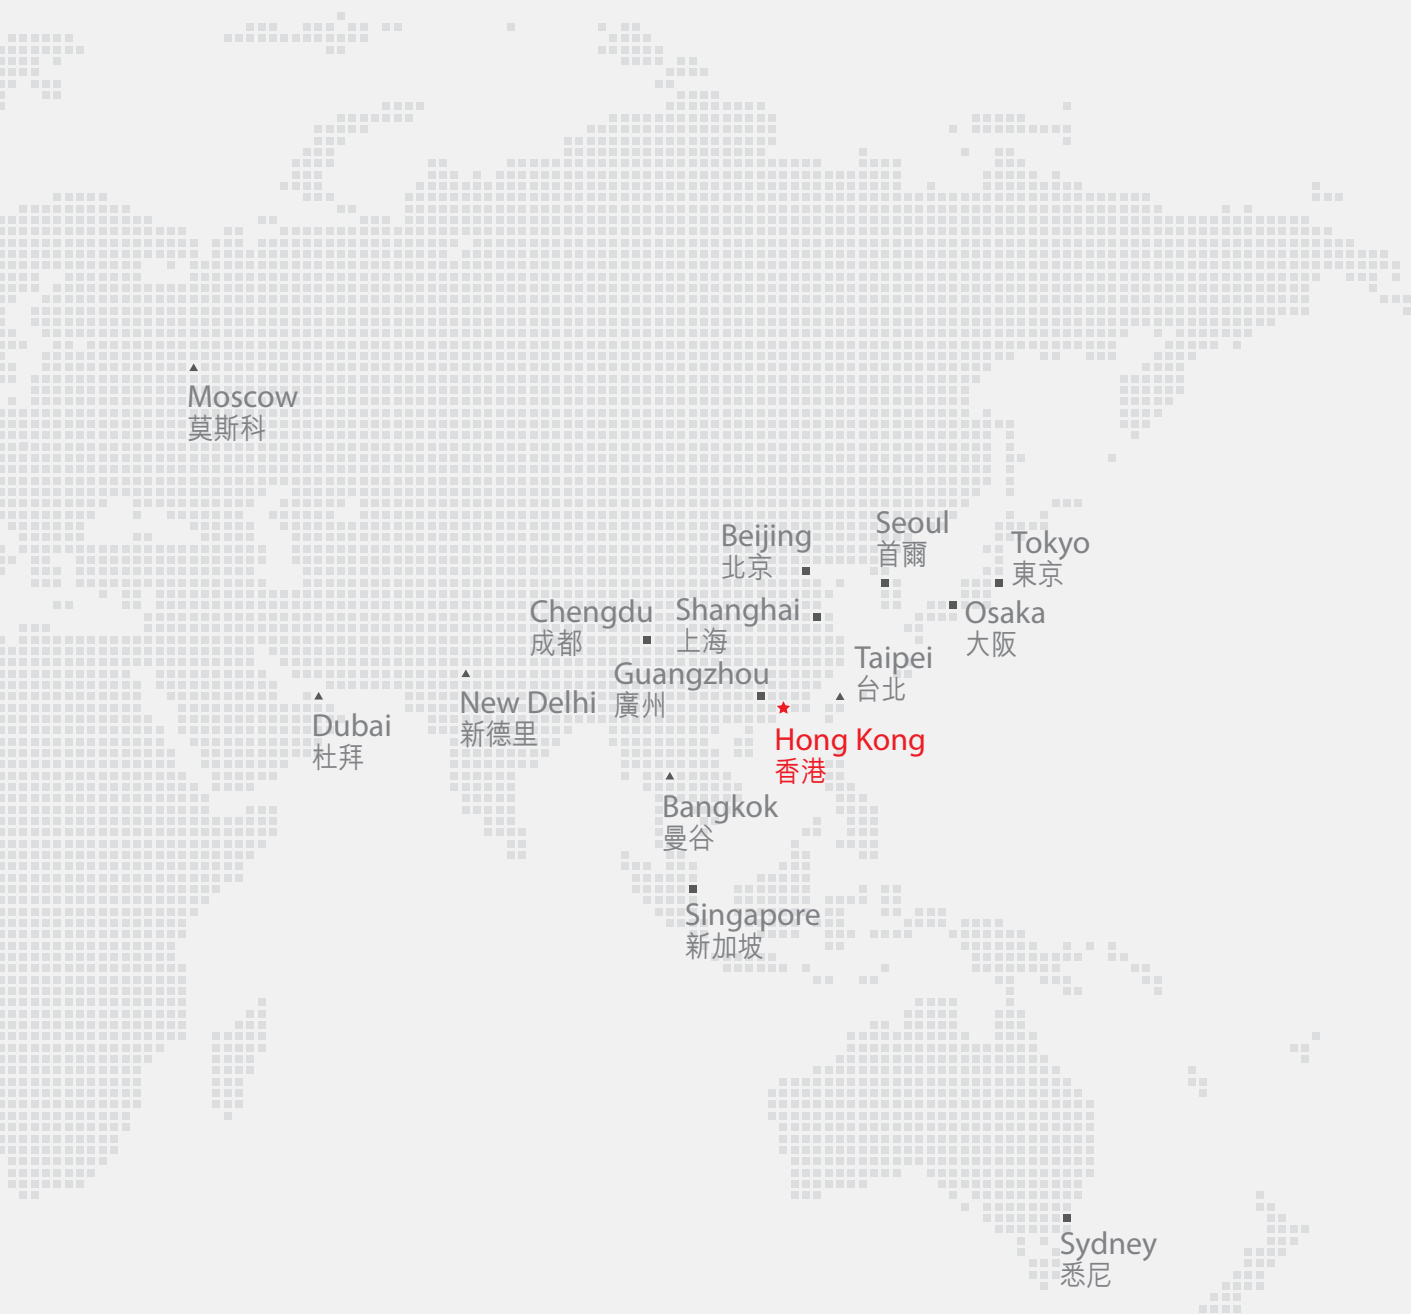 Moscow
莫斯科
Seoul
首爾
Beijing
北京
Tokyo
東京
Chengdu
成都
Shanghai
上海
Osaka
大阪
Taipei
台北
Guangzhou
廣州
New Delhi
新德里
Dubai
杜拜
Hong Kong
香港
Bangkok
曼谷
Singapore
新加坡
Sydney
悉尼